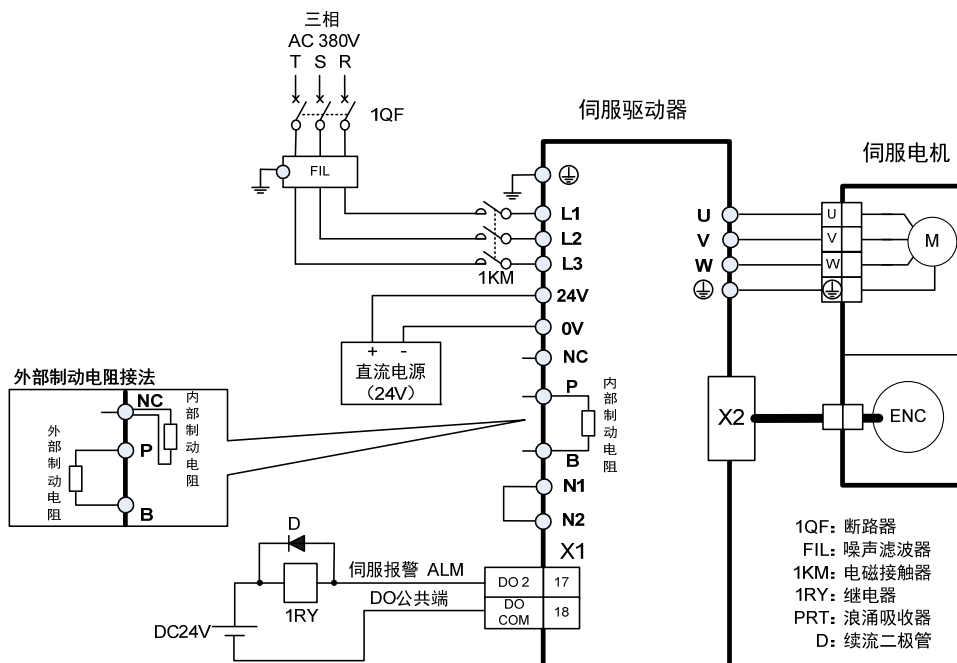 三相
AC 380V
T S R
1QF
FIL
伺服驱动器
伺服电机
L1
L2
L3
1KM
24V
0V
+ -
直流电源
（24V）
NC
P
内部制动电阻
B
N1
N2
X1
U
V
W
U
V
W
M
X2
ENC
外部制动电阻接法
NC
内部制动电阻
外部制动电阻
P
B
D
伺服报警 ALM
1RY
DO公共端
DC24V
DO 2 17
DO COM 18
1QF: 断路器
FIL: 噪声滤波器
1KM: 电磁接触器
1RY: 继电器
PRT: 浪涌吸收器
D: 续流二极管